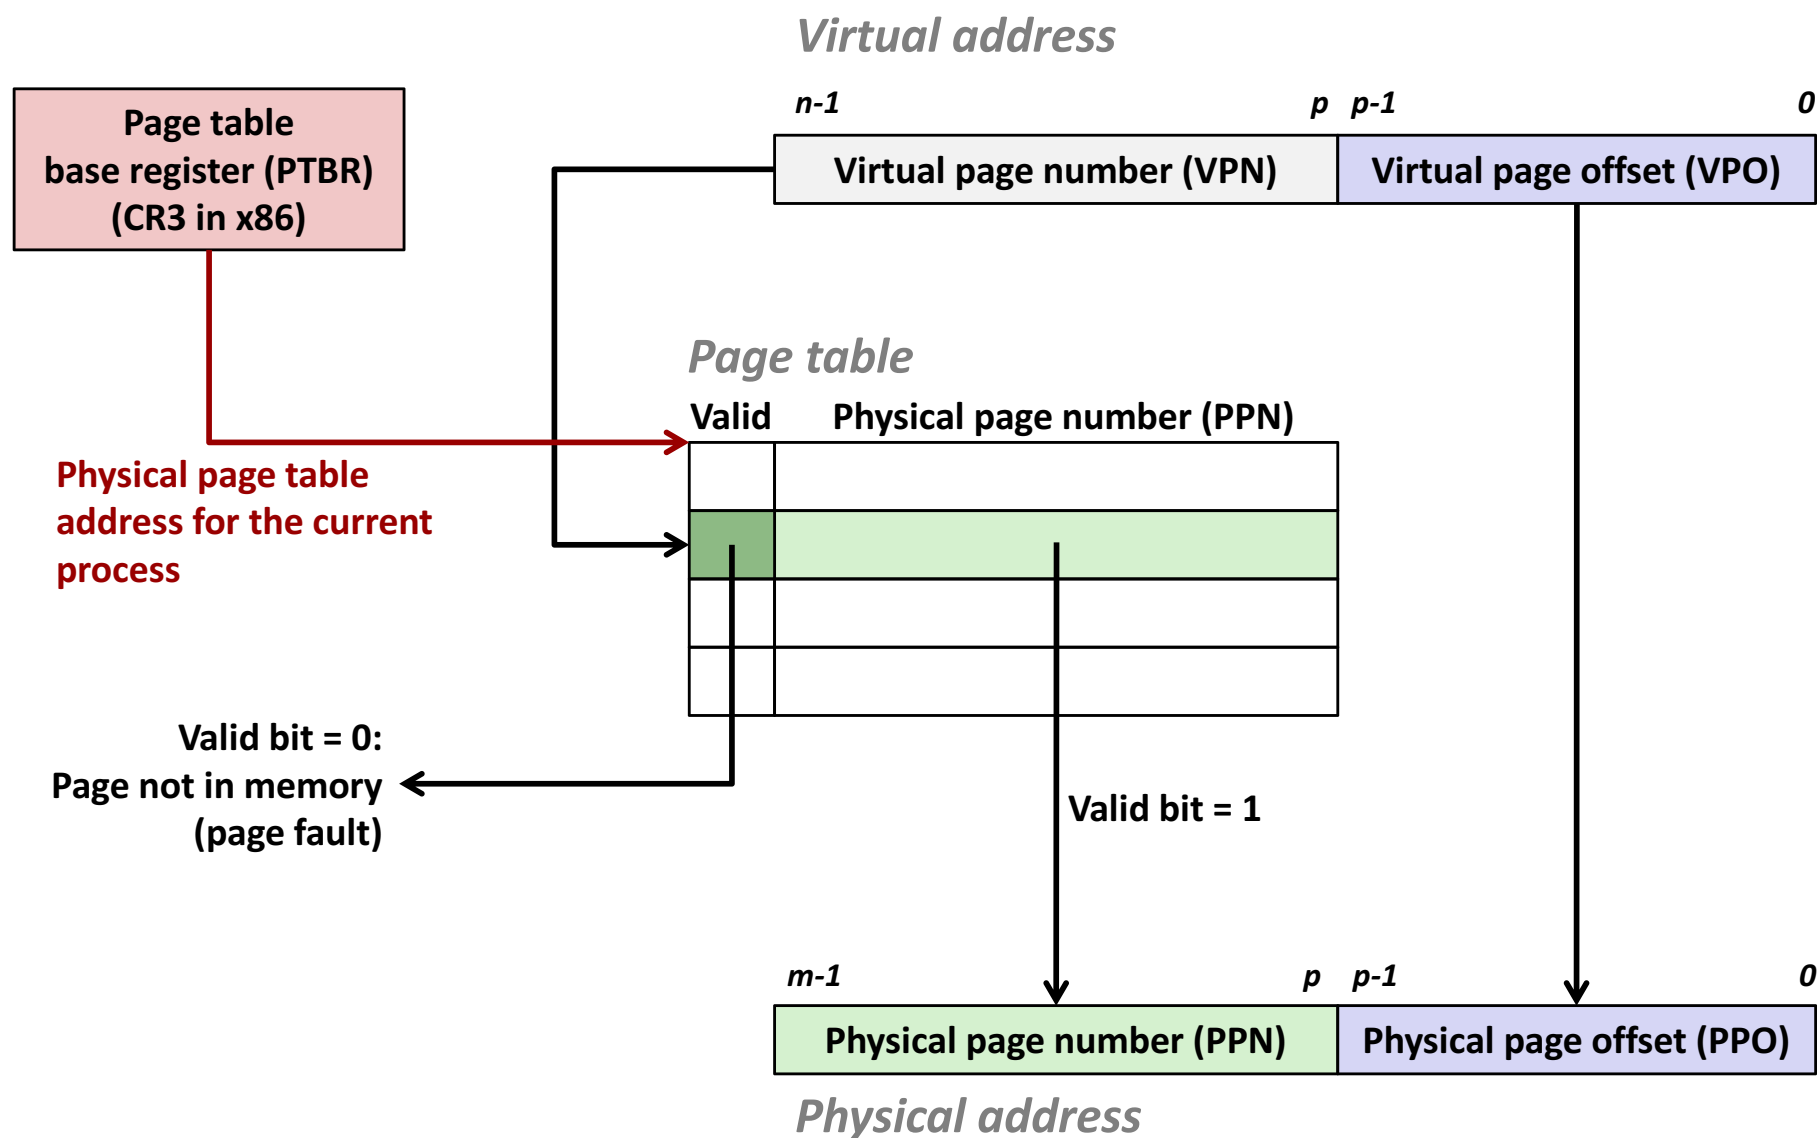 Virtual address
n-1 p p-1 0
Page table
base register (PTBR)
(CR3 in x86)
Virtual page number (VPN) Virtual page offset (VPO)
Page table
Valid Physical page number (PPN)
Physical page table
address for the current
process
Valid bit = 0:
Page not in memory
(page fault)
Valid bit = 1
m-1 p p-1 0
Physical page number (PPN) Physical page offset (PPO)
Physical address